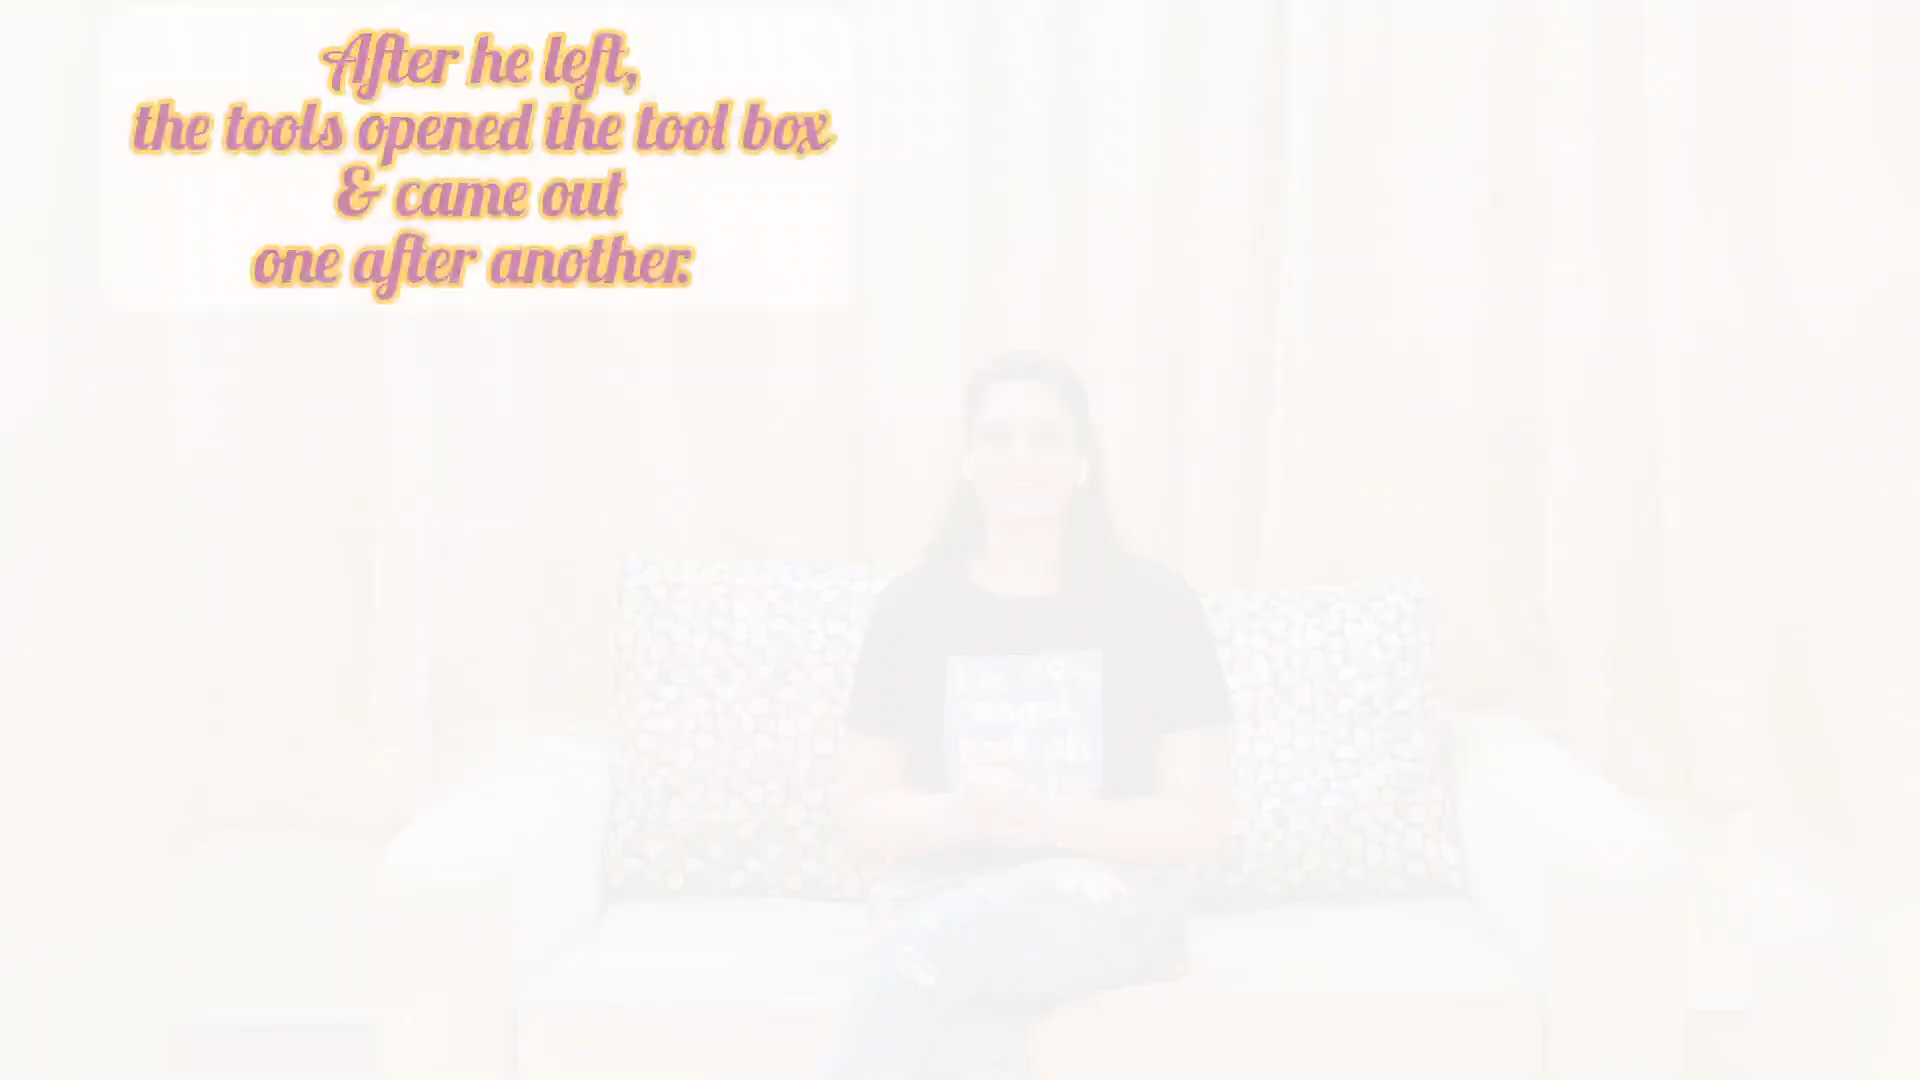 After he left,
the tools opened the tool box
& came out
one after another.